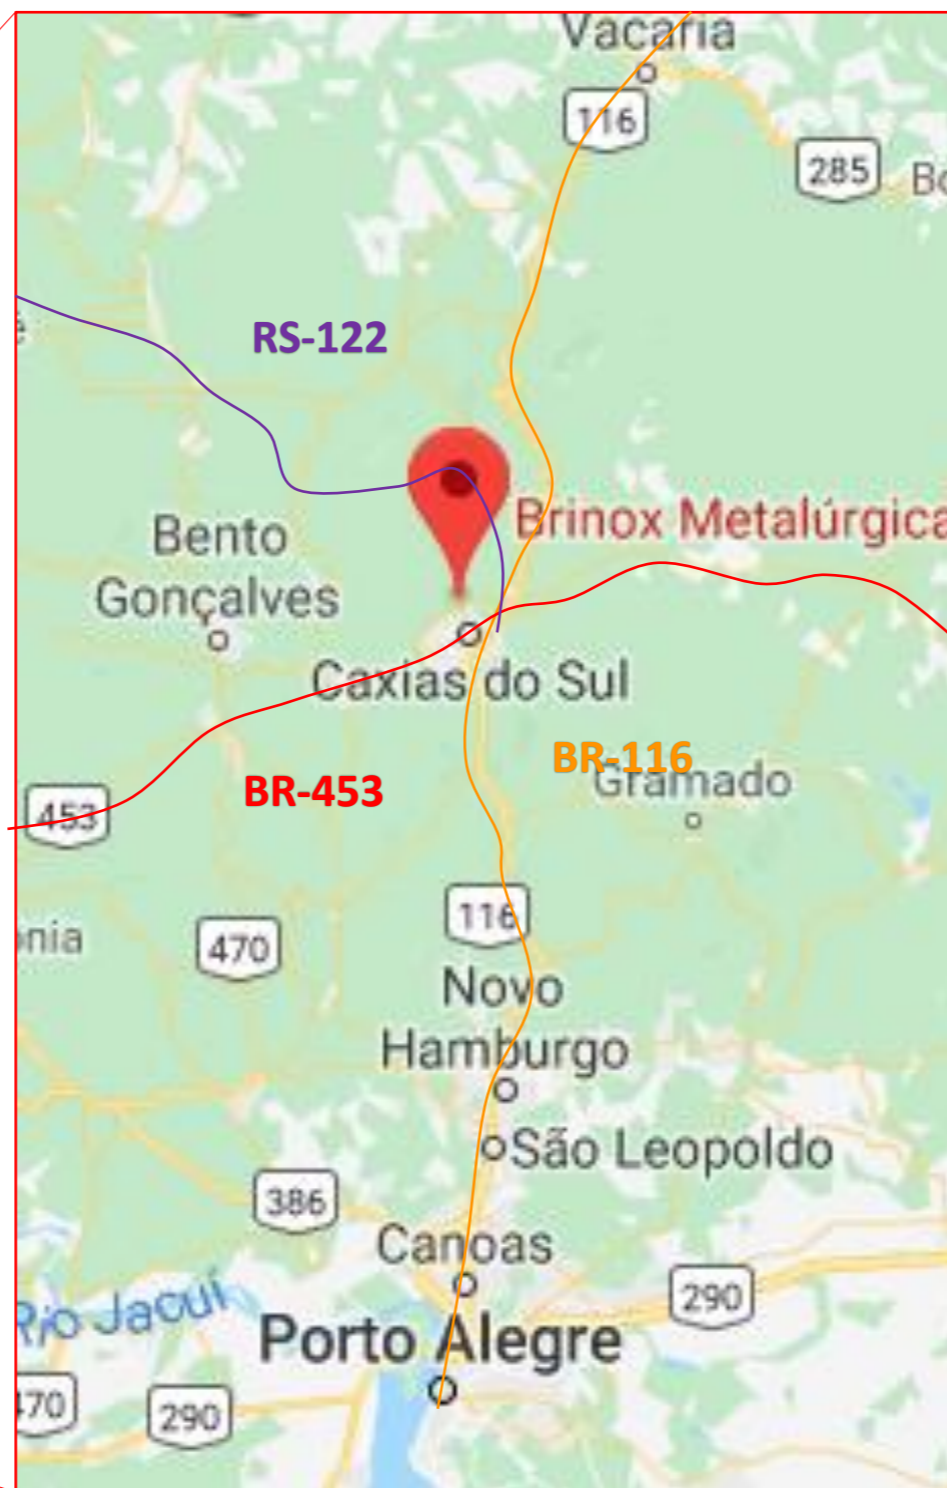 Vacaria
116
285
RS-122
Brinox Metalúrgica
Bento
Gonçalves
Caxias do Sul
BR-116
Gramado
BR-453
453
116
470
Novo
Hamburgo
São Leopoldo
386
Canoas
290
Rio Jacuí
Porto Alegre
290